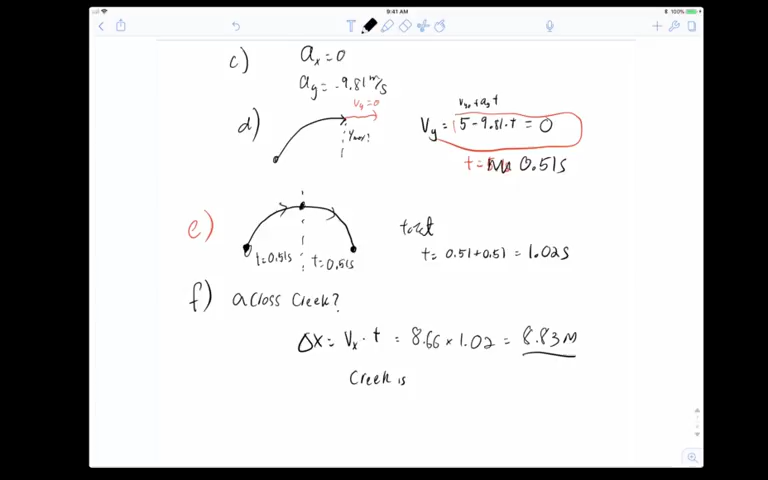 9:41 AM
100%
T
c) ax = 0
ay = -9.81 m/s
d) vy = 0
ymax?
vyo + ayt
Vy = 5 - 9.81 · t = 0
t = 0.51s
e) t=0.51s t=0.51s
total
t = 0.51 + 0.51 = 1.02s
f) across Creek?
Δx = Vx · t = 8.66 × 1.02 = 8.83M
Creek is